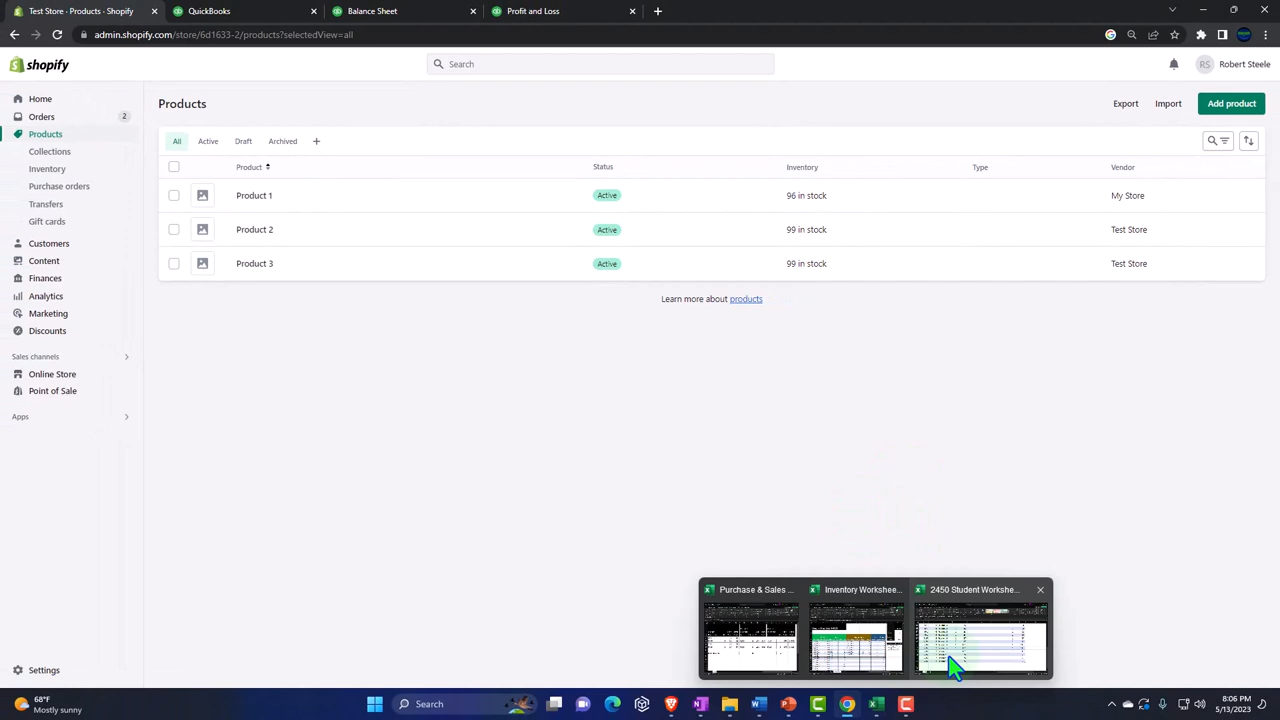 Test Store · Products · Shopify
QuickBooks
Balance Sheet
Profit and Loss
admin.shopify.com/store/6d1633-2/products?selectedView=all
shopify
Search
RS
Robert Steele
Home
Orders
2
Products
Collections
Inventory
Purchase orders
Transfers
Gift cards
Customers
Content
Finances
Analytics
Marketing
Discounts
Sales channels
Online Store
Point of Sale
Apps
Settings
Products
Export
Import
Add product
All
Active
Draft
Archived
Product
Status
Inventory
Type
Vendor
Product 1
Active
96 in stock
My Store
Product 2
Active
99 in stock
Test Store
Product 3
Active
99 in stock
Test Store
Learn more about products
Purchase & Sales ...
Inventory Workshee...
2450 Student Workshe...
68°F
Mostly sunny
Search
8:06 PM
5/13/2023